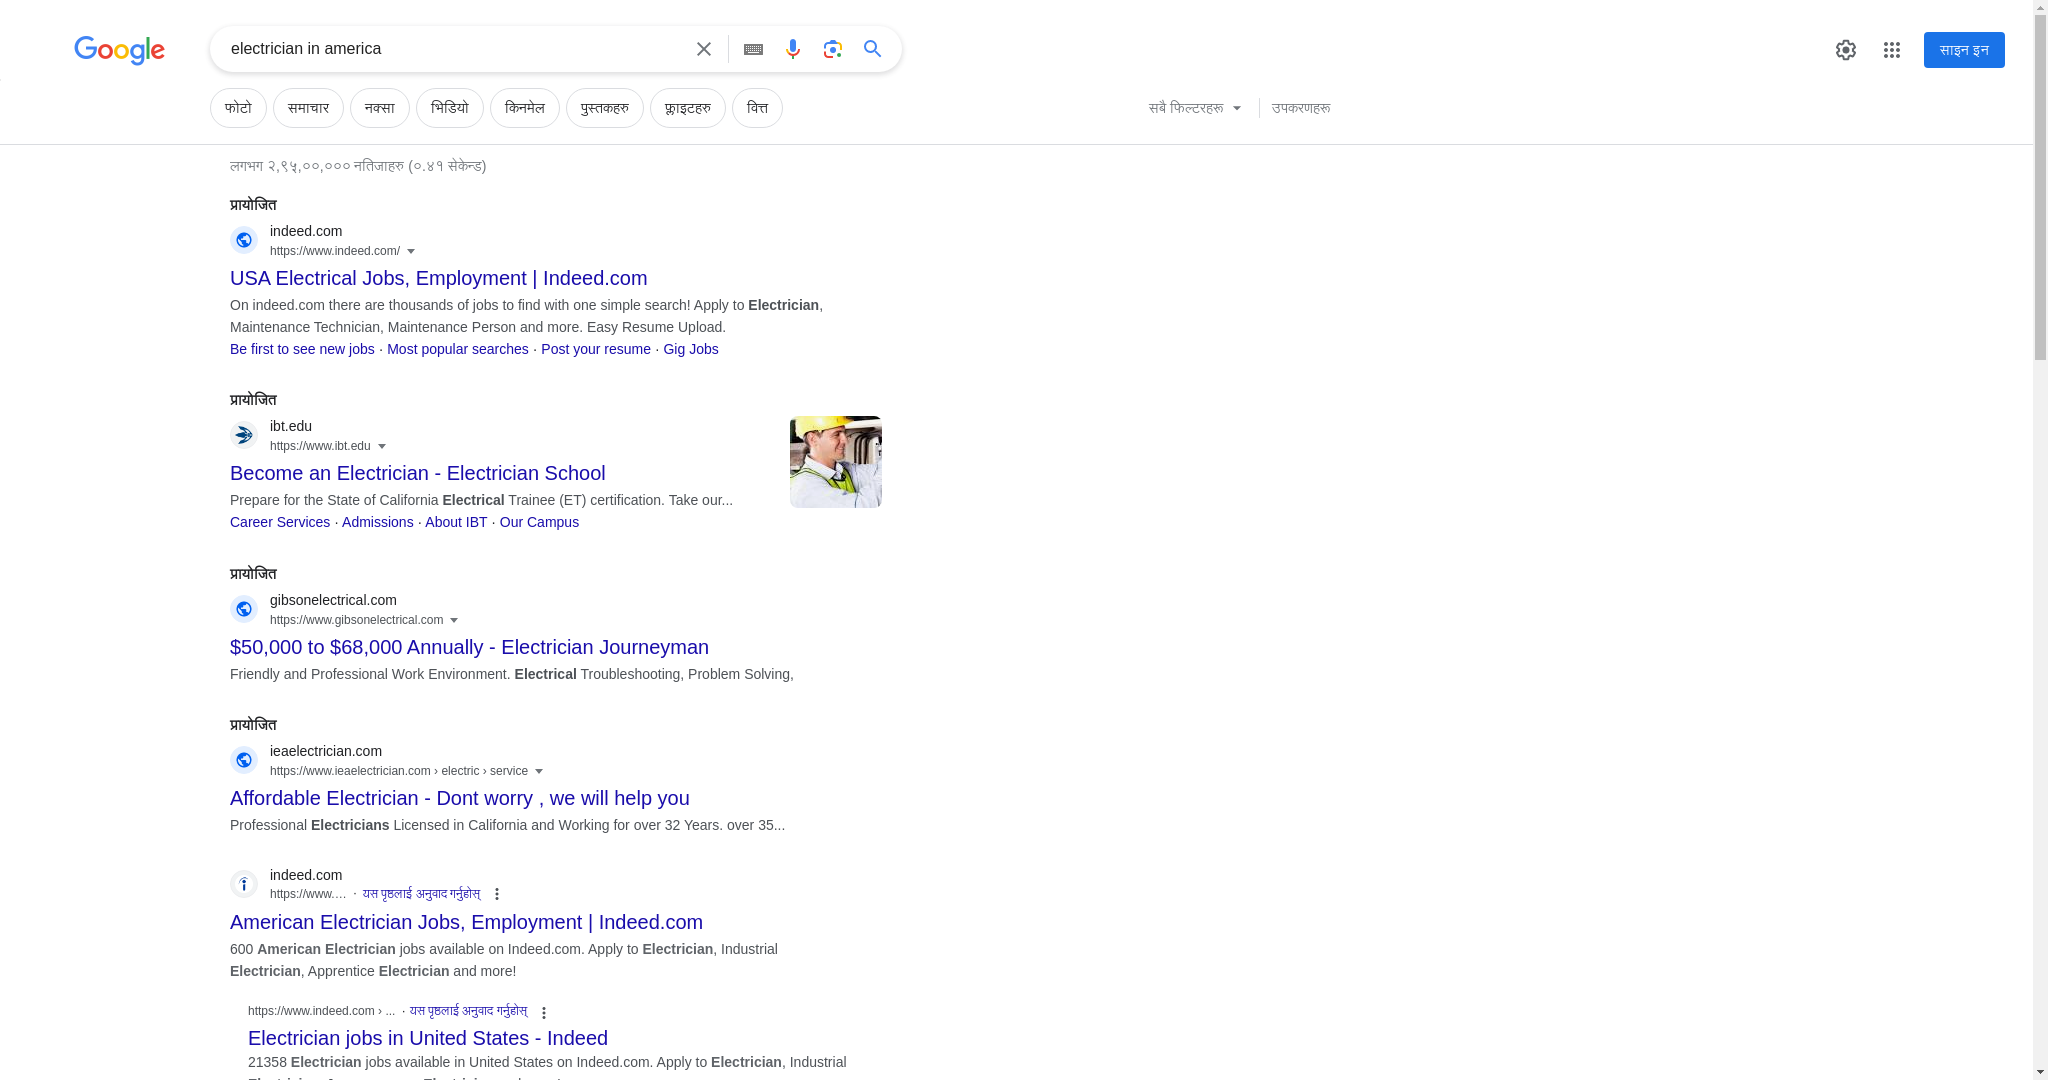 Google
electrician in america
साइन इन
फोटो
समाचार
नक्सा
भिडियो
किनमेल
पुस्तकहरु
फ्लाइटहरु
वित्त
सबै फिल्टरहरू
उपकरणहरू
लगभग २,९५,००,००० नतिजाहरु (०.४१ सेकेन्ड)
प्रायोजित
indeed.com
https://www.indeed.com/
USA Electrical Jobs, Employment | Indeed.com
On indeed.com there are thousands of jobs to find with one simple search! Apply to Electrician,
Maintenance Technician, Maintenance Person and more. Easy Resume Upload.
Be first to see new jobs · Most popular searches · Post your resume · Gig Jobs
प्रायोजित
ibt.edu
https://www.ibt.edu
Become an Electrician - Electrician School
Prepare for the State of California Electrical Trainee (ET) certification. Take our...
Career Services · Admissions · About IBT · Our Campus
प्रायोजित
gibsonelectrical.com
https://www.gibsonelectrical.com
$50,000 to $68,000 Annually - Electrician Journeyman
Friendly and Professional Work Environment. Electrical Troubleshooting, Problem Solving,
प्रायोजित
ieaelectrician.com
https://www.ieaelectrician.com › electric › service
Affordable Electrician - Dont worry , we will help you
Professional Electricians Licensed in California and Working for over 32 Years. over 35...
indeed.com
https://www.… · यस पृष्ठलाई अनुवाद गर्नुहोस्
American Electrician Jobs, Employment | Indeed.com
600 American Electrician jobs available on Indeed.com. Apply to Electrician, Industrial
Electrician, Apprentice Electrician and more!
https://www.indeed.com › ... · यस पृष्ठलाई अनुवाद गर्नुहोस्
Electrician jobs in United States - Indeed
21358 Electrician jobs available in United States on Indeed.com. Apply to Electrician, Industrial